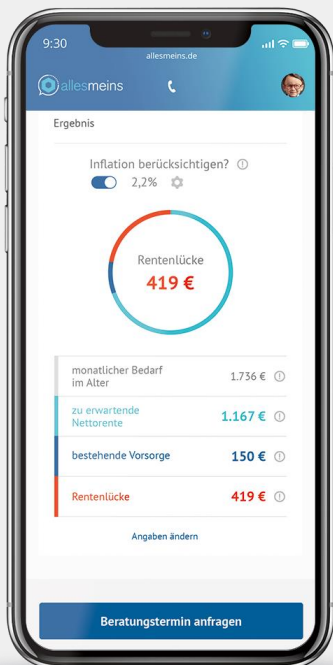 9:30
allesmeins.de
allesmeins
Ergebnis
Inflation berücksichtigen?
2,2%
Rentenlücke
419 €
monatlicher Bedarf
im Alter
1.736 €
zu erwartende
Nettorente
1.167 €
bestehende Vorsorge
150 €
Rentenlücke
419 €
Angaben ändern
Beratungstermin anfragen